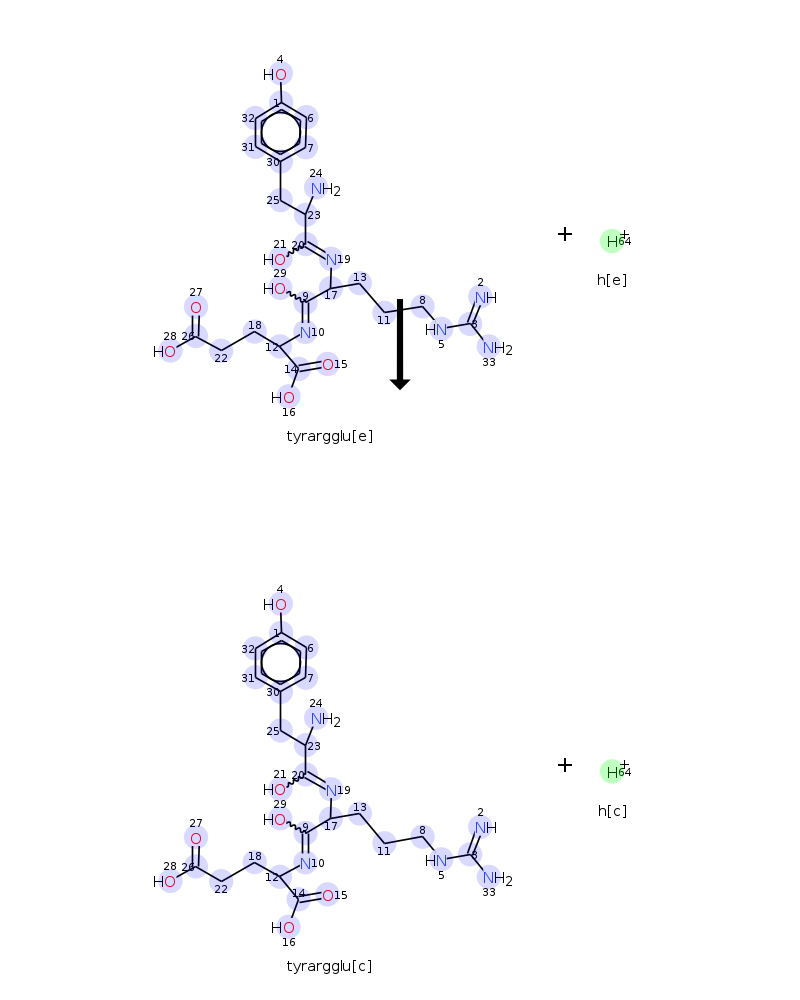 4
HO
1
32
6
31
7
30
24
25
NH2
23
21
20
HO
N19
29
HO
13
17
9
27
O
2
8
NH
11
28
26
18
N10
HN
3
HO
22
12
5
NH2
14
O15
33
HO
16
tyrargglu[e]
+
H+
64
h[e]
4
HO
1
32
6
31
7
30
24
25
NH2
23
21
20
HO
N19
29
HO
13
17
9
27
O
2
8
NH
11
28
26
18
N10
HN
3
HO
22
12
5
NH2
14
O15
33
HO
16
tyrargglu[c]
+
H+
64
h[c]